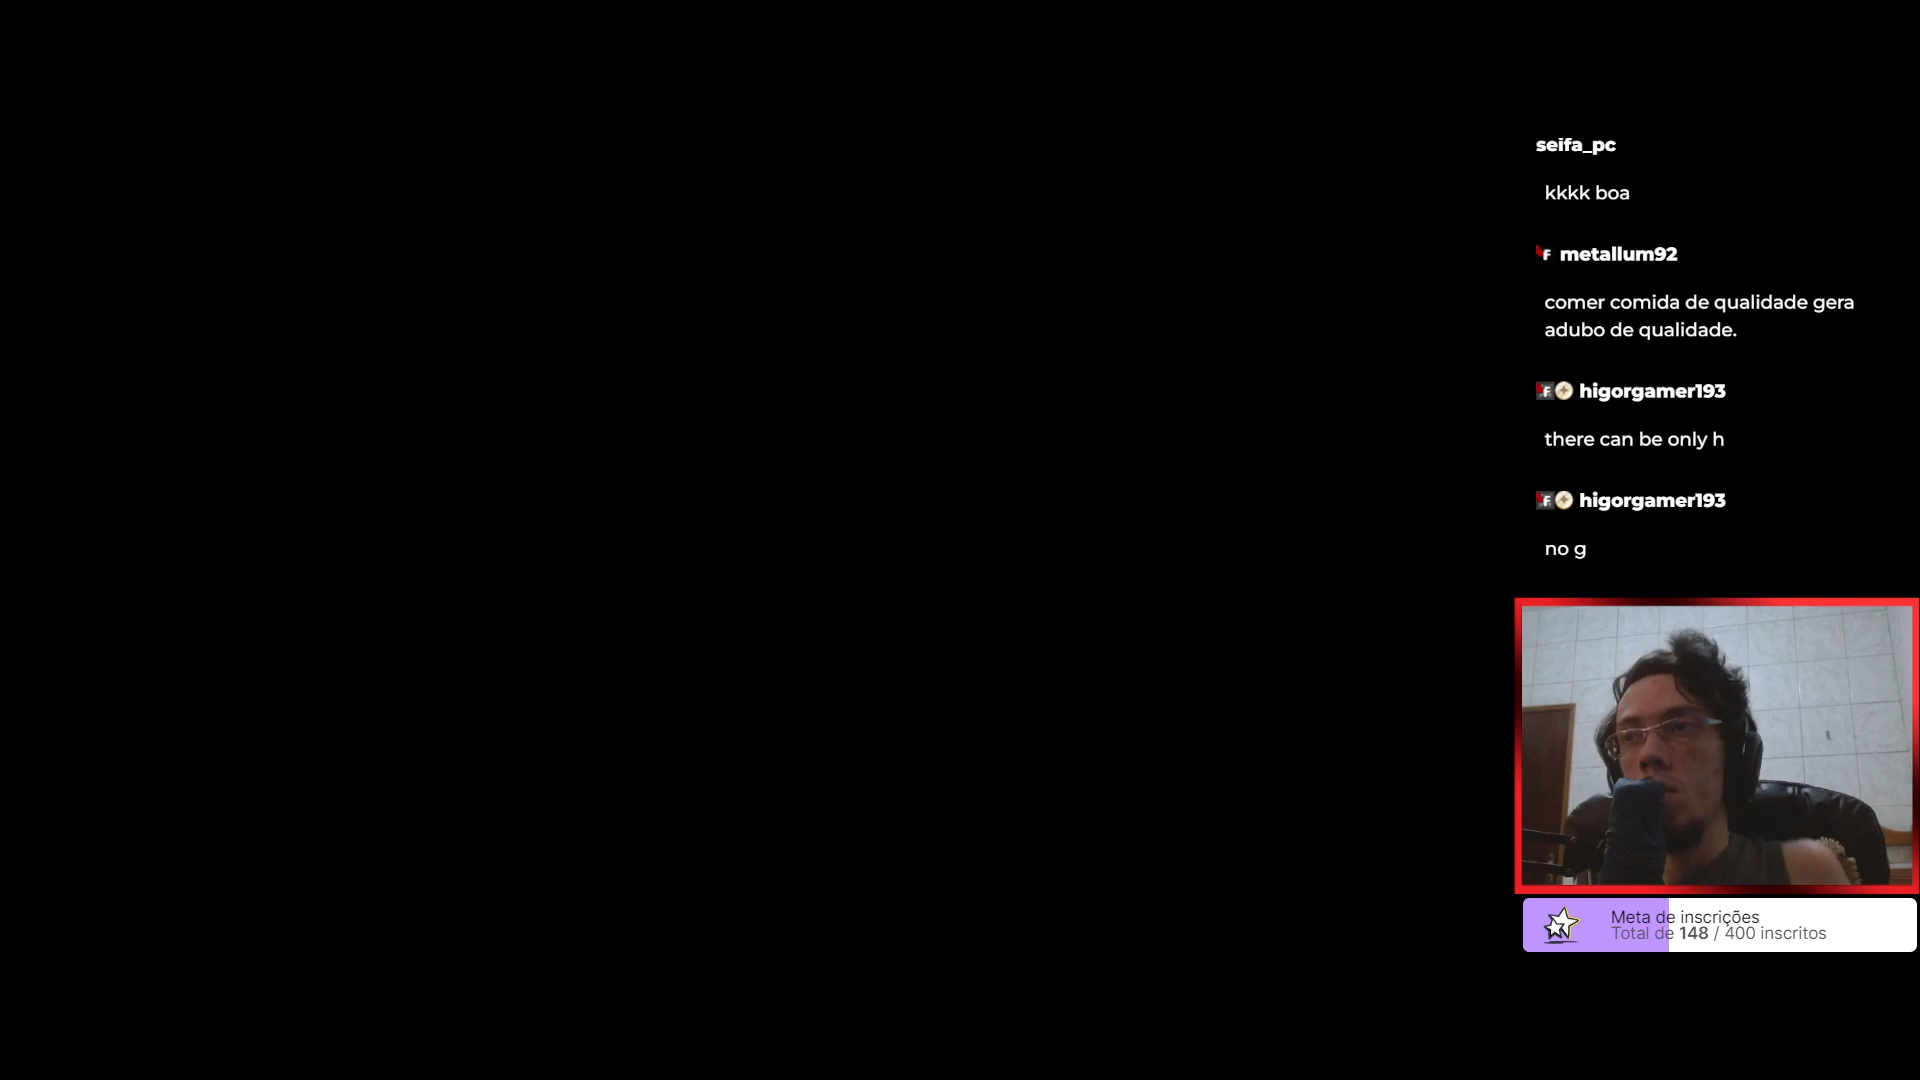 seifa_pc
kkkk boa
metallum92
comer comida de qualidade gera
adubo de qualidade.
higorgamer193
there can be only h
higorgamer193
no g
Meta de inscrições
Total de 148 / 400 inscritos